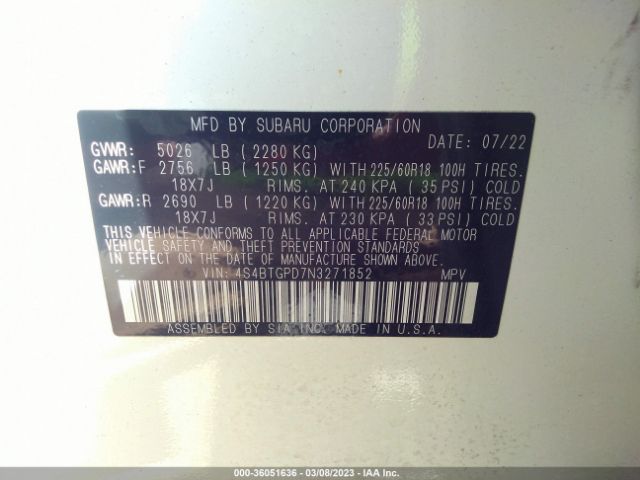 MFD BY SUBARU CORPORATION
DATE: 07/22
GVWR: 5026 LB (2280 KG)
GAWR:F 2756 LB (1250 KG) WITH 225/60R18 100H TIRES.
18X7J RIMS. AT 240 KPA ( 35 PSI) COLD
GAWR:R 2690 LB (1220 KG) WITH 225/60R18 100H TIRES.
18X7J RIMS. AT 230 KPA ( 33 PSI) COLD
THIS VEHICLE CONFORMS TO ALL APPLICABLE FEDERAL MOTOR
VEHICLE SAFETY AND THEFT PREVENTION STANDARDS
IN EFFECT ON THE DATE OF MANUFACTURE SHOWN ABOVE.
VIN: 4S4BTGPD7N3271852 MPV
ASSEMBLED BY SIA, INC. MADE IN U.S.A.
000-36051636 - 03/08/2023 - IAA Inc.